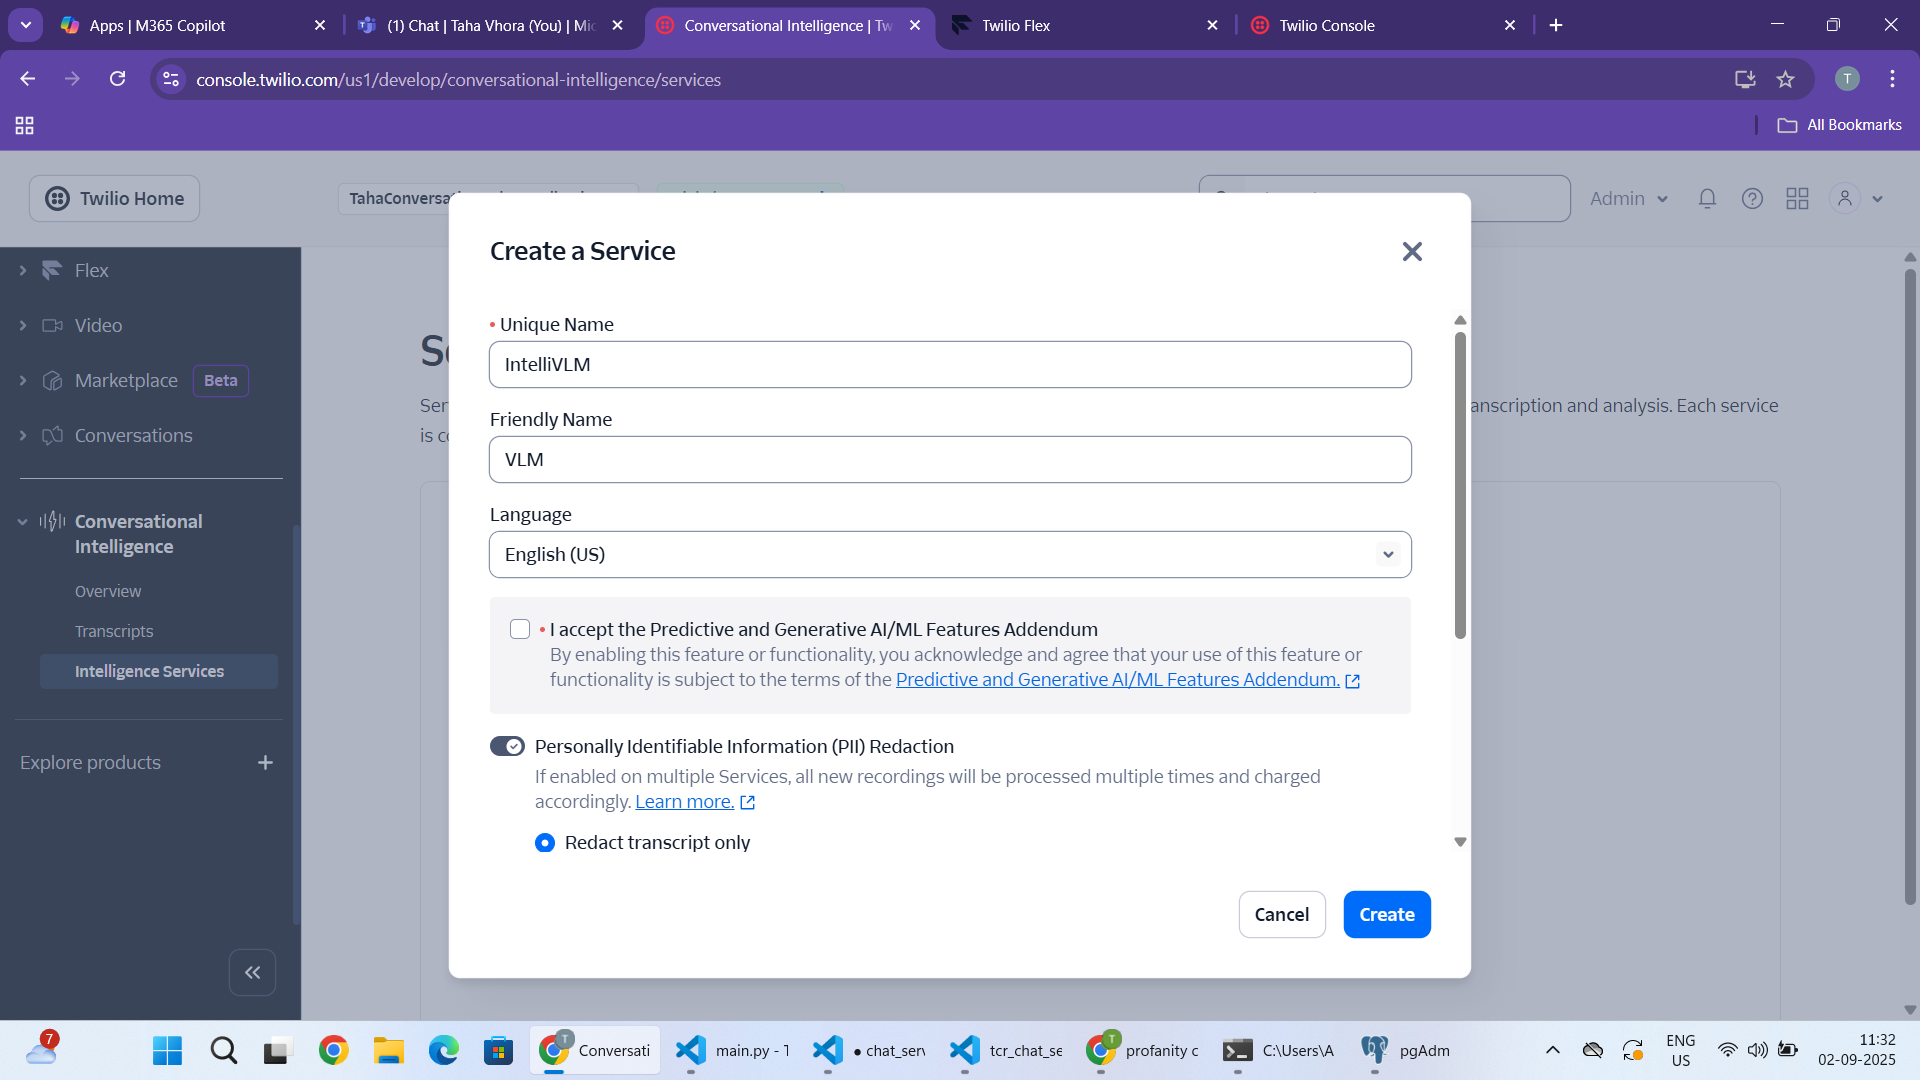 Apps | M365 Copilot
(1) Chat | Taha Vhora (You) | Mic
Conversational Intelligence | Tw
Twilio Flex
Twilio Console
console.twilio.com/us1/develop/conversational-intelligence/services
T
All Bookmarks
Twilio Home
Admin
Flex
Video
Marketplace
Beta
Conversations
Conversational
Intelligence
Overview
Transcripts
Intelligence Services
Explore products
anscription and analysis. Each service
Create a Service
• Unique Name
IntelliVLM
Friendly Name
VLM
Language
English (US)
• I accept the Predictive and Generative AI/ML Features Addendum
By enabling this feature or functionality, you acknowledge and agree that your use of this feature or
functionality is subject to the terms of the Predictive and Generative AI/ML Features Addendum.
Personally Identifiable Information (PII) Redaction
If enabled on multiple Services, all new recordings will be processed multiple times and charged
accordingly. Learn more.
Redact transcript only
Cancel
Create
7
T
Conversati
main.py - T
• chat_serv
tcr_chat_se
T
profanity c
C:\Users\A
pgAdm
ENG
US
11:32
02-09-2025